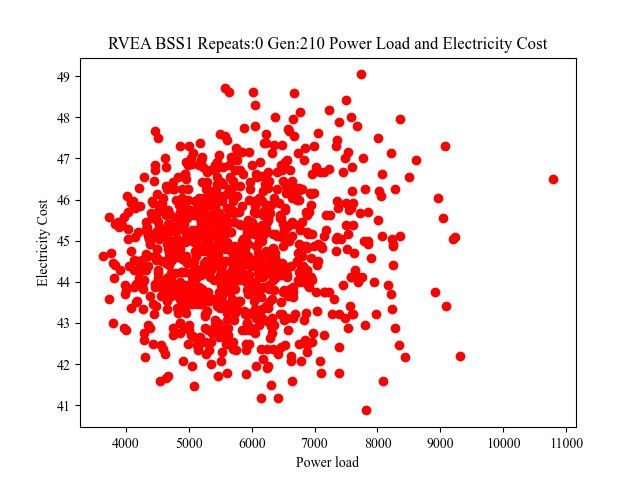 RVEA BSS1 Repeats:0 Gen:210 Power Load and Electricity Cost
49
48
47
46
45
44
43
42
41
Electricity Cost
4000 5000 6000 7000 8000 9000 10000 11000
Power load